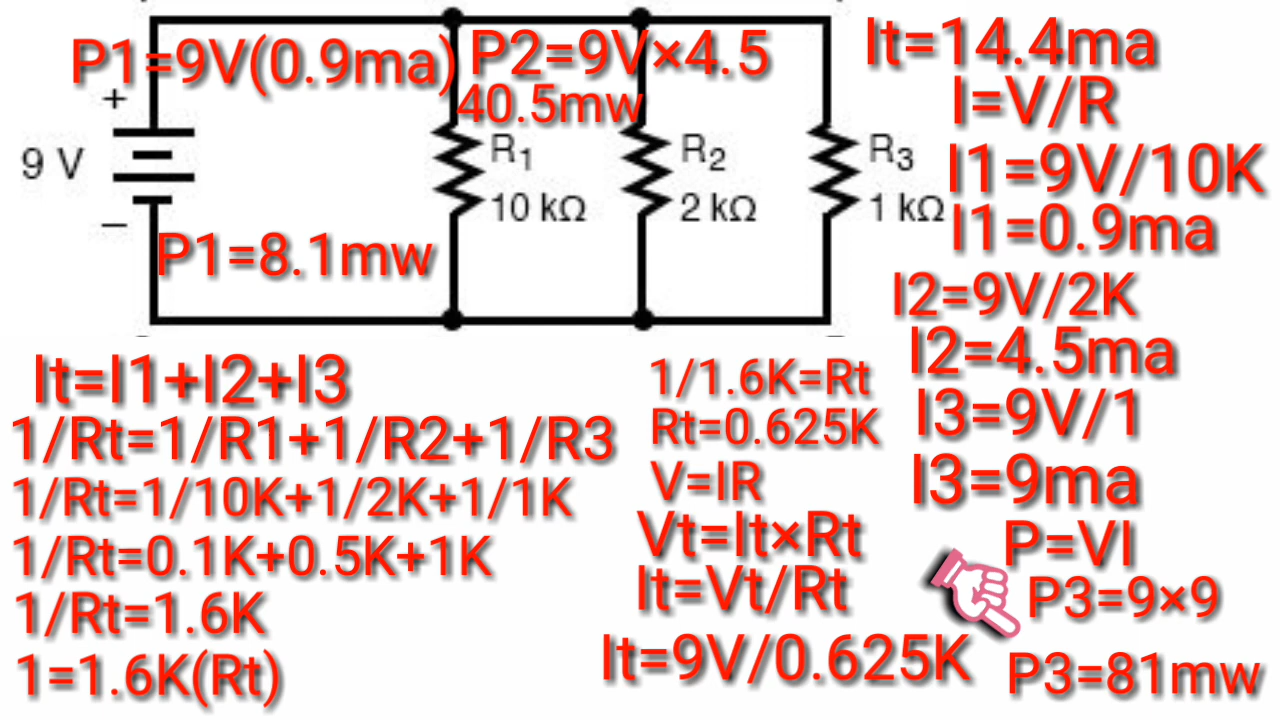 P1=9V(0.9ma)
P2=9V×4.5
40.5mw
It=14.4ma
I=V/R
+
9 V
−
R1
10 kΩ
R2
2 kΩ
R3
1 kΩ
I1=9V/10K
I1=0.9ma
P1=8.1mw
I2=9V/2K
I2=4.5ma
I3=9V/1
I3=9ma
P=VI
P3=9×9
P3=81mw
It=I1+I2+I3
1/Rt=1/R1+1/R2+1/R3
1/Rt=1/10K+1/2K+1/1K
1/Rt=0.1K+0.5K+1K
1/Rt=1.6K
1=1.6K(Rt)
1/1.6K=Rt
Rt=0.625K
V=IR
Vt=It×Rt
It=Vt/Rt
It=9V/0.625K